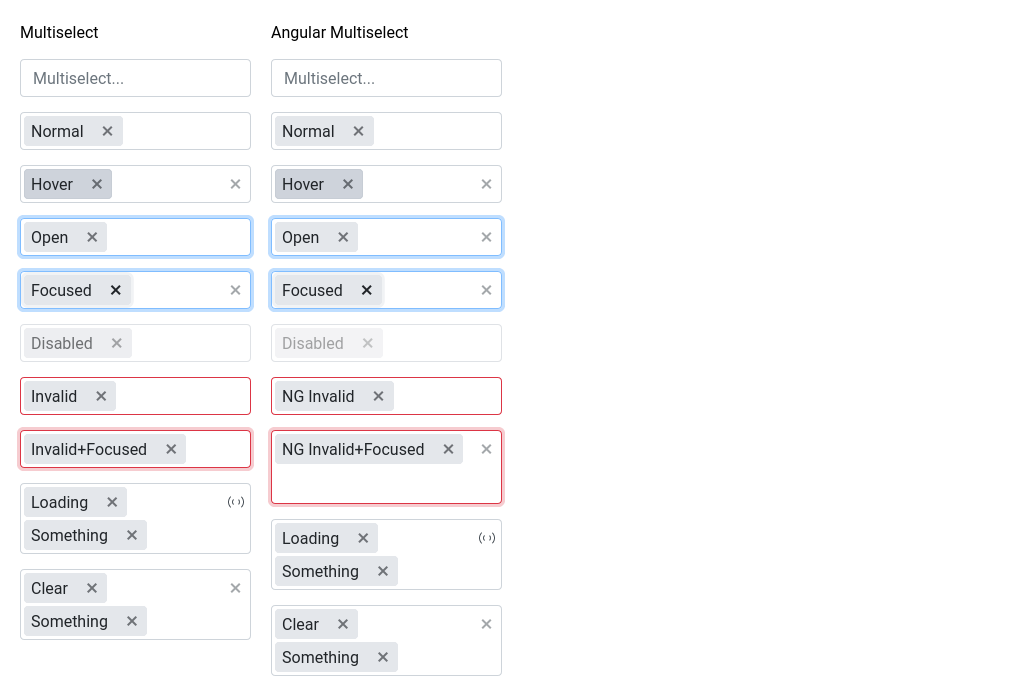 Multiselect
Multiselect...
Normal
Hover
Open
Focused
Disabled
Invalid
Invalid+Focused
Loading
Something
Clear
Something
Angular Multiselect
Multiselect...
Normal
Hover
Open
Focused
Disabled
NG Invalid
NG Invalid+Focused
Loading
Something
Clear
Something